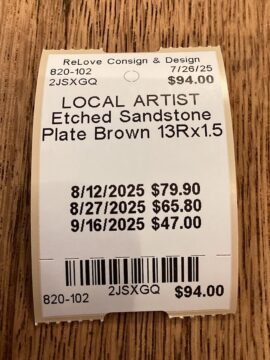 ReLove Consign & Design
820-102 7/26/25
2JSXGQ $94.00
LOCAL ARTIST
Etched Sandstone
Plate Brown 13Rx1.5
8/12/2025 $79.90
8/27/2025 $65.80
9/16/2025 $47.00
820-102 2JSXGQ $94.00